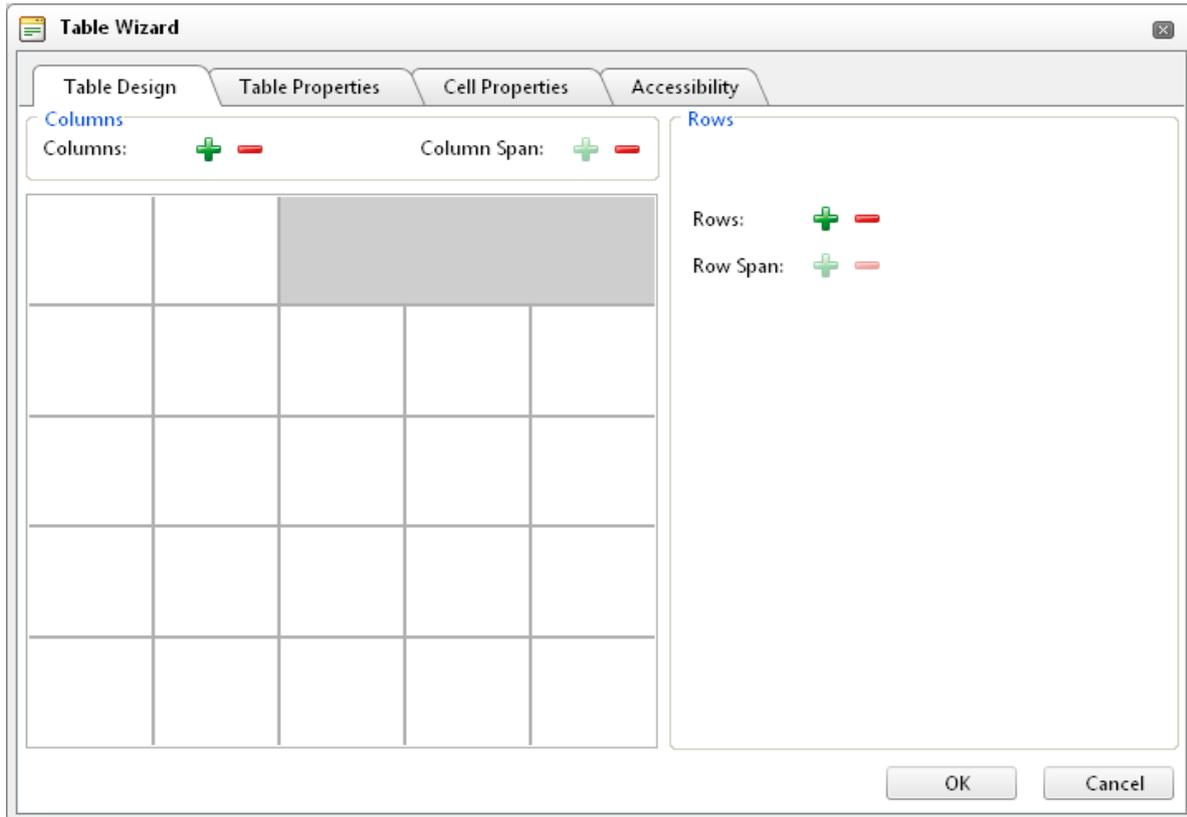 Table Wizard
Table Design Table Properties Cell Properties Accessibility
Columns
Columns: Column Span:
Rows
Rows:
Row Span:
OK Cancel